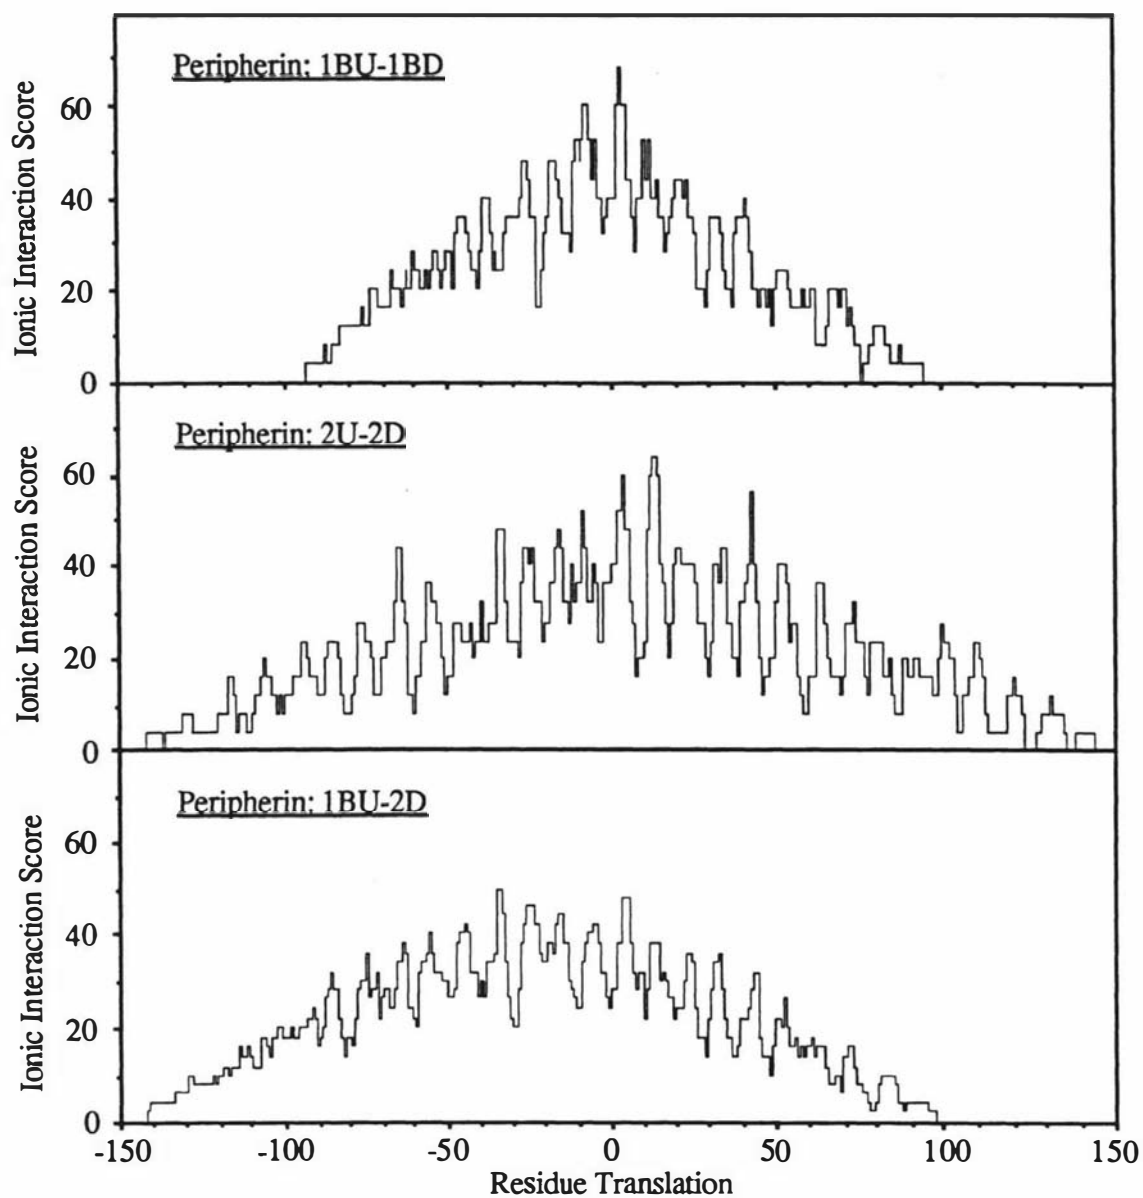 Peripherin: 1BU-1BD
Ionic Interaction Score
60
40
20
0
Peripherin: 2U-2D
Ionic Interaction Score
60
40
20
0
Peripherin: 1BU-2D
Ionic Interaction Score
60
40
20
0
-150 -100 -50 0 50 100 150
Residue Translation